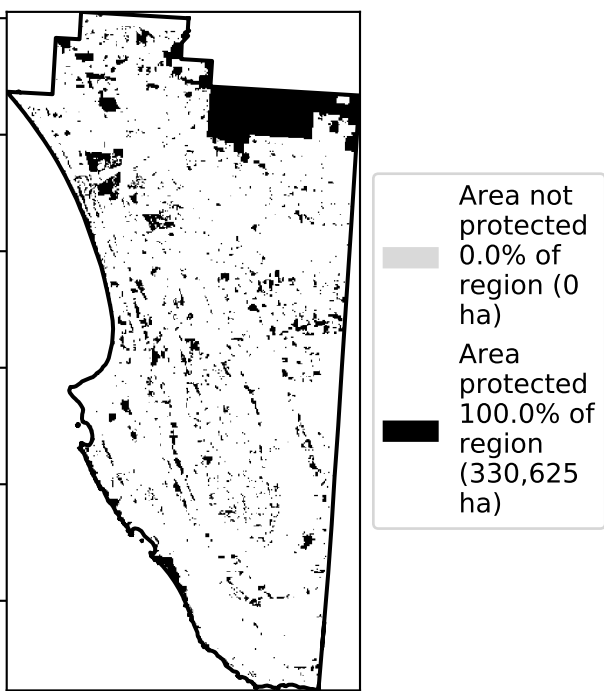 Area not
protected
0.0% of
region (0
ha)
Area
protected
100.0% of
region
(330,625
ha)